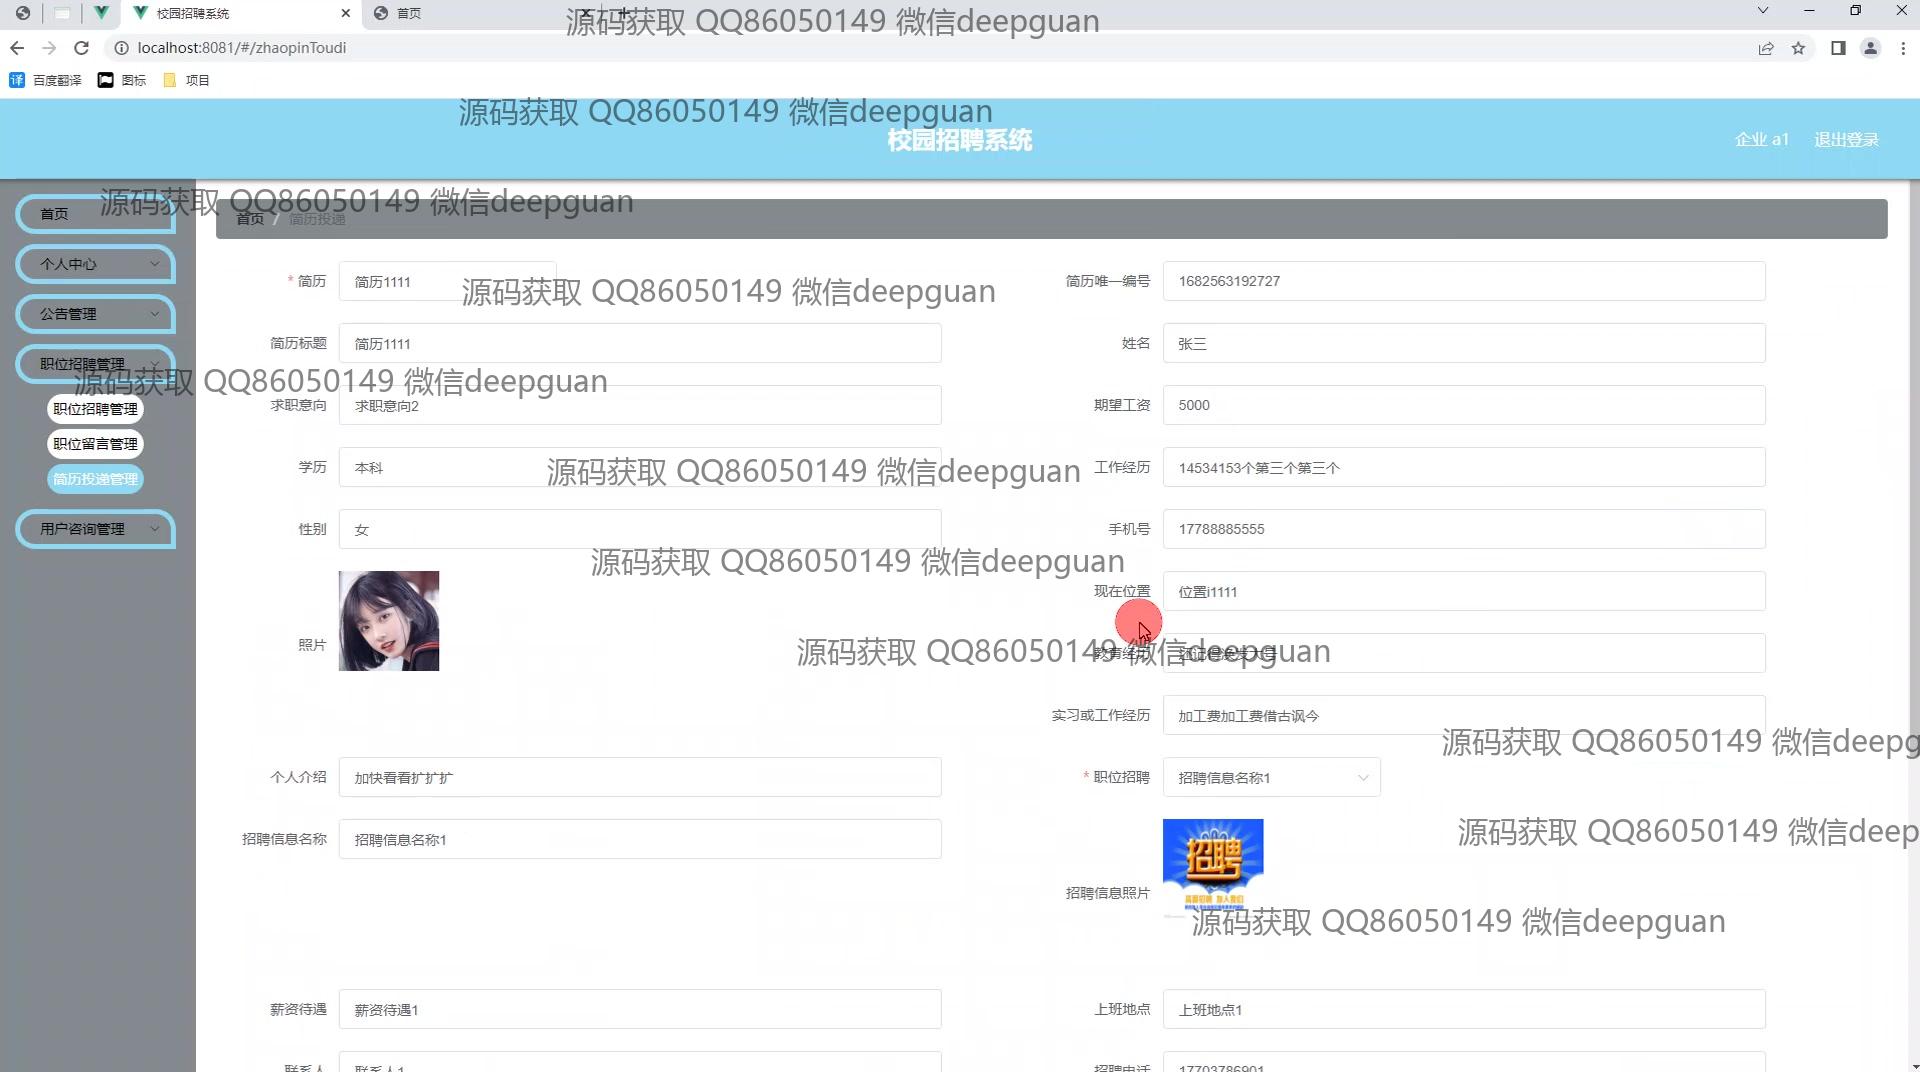 校园招聘系统
首页
源码获取 QQ86050149 微信deepguan
localhost:8081/#/zhaopinToudi
百度翻译
图标
项目
源码获取 QQ86050149 微信deepguan
校园招聘系统
企业 a1
退出登录
首页
源码获取 QQ86050149 微信deepguan
首页 / 简历投递
个人中心
* 简历
简历1111
源码获取 QQ86050149 微信deepguan
简历唯一编号
1682563192727
公告管理
简历标题
简历1111
姓名
张三
职位招聘管理
源码获取 QQ86050149 微信deepguan
职位招聘管理
求职意向
求职意向2
期望工资
5000
职位留言管理
学历
本科
源码获取 QQ86050149 微信deepguan
工作经历
14534153个第三个第三个
简历投递管理
用户咨询管理
性别
女
手机号
17788885555
源码获取 QQ86050149 微信deepguan
现在位置
位置i1111
照片
源码获取 QQ86050149 微信deepguan
教育经历
实习或工作经历
加工费加工费借古讽今
源码获取 QQ86050149 微信deepg
个人介绍
加快看看扩扩扩
* 职位招聘
招聘信息名称1
招聘信息名称
招聘信息名称1
源码获取 QQ86050149 微信deep
招聘
招聘信息照片
源码获取 QQ86050149 微信deepguan
薪资待遇
薪资待遇1
上班地点
上班地点1
联系人
联系人1
招聘电话
17703786901